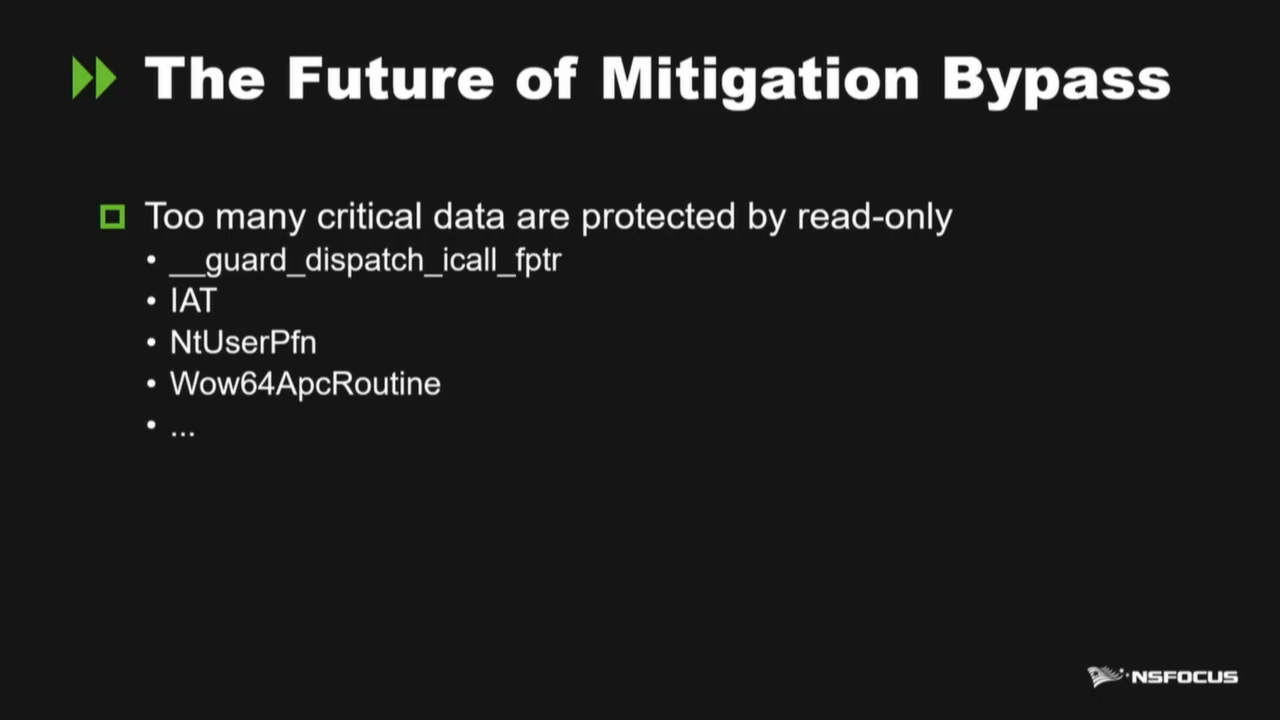 The Future of Mitigation Bypass
Too many critical data are protected by read-only
• __guard_dispatch_icall_fptr
• IAT
• NtUserPfn
• Wow64ApcRoutine
• ...
NSFOCUS